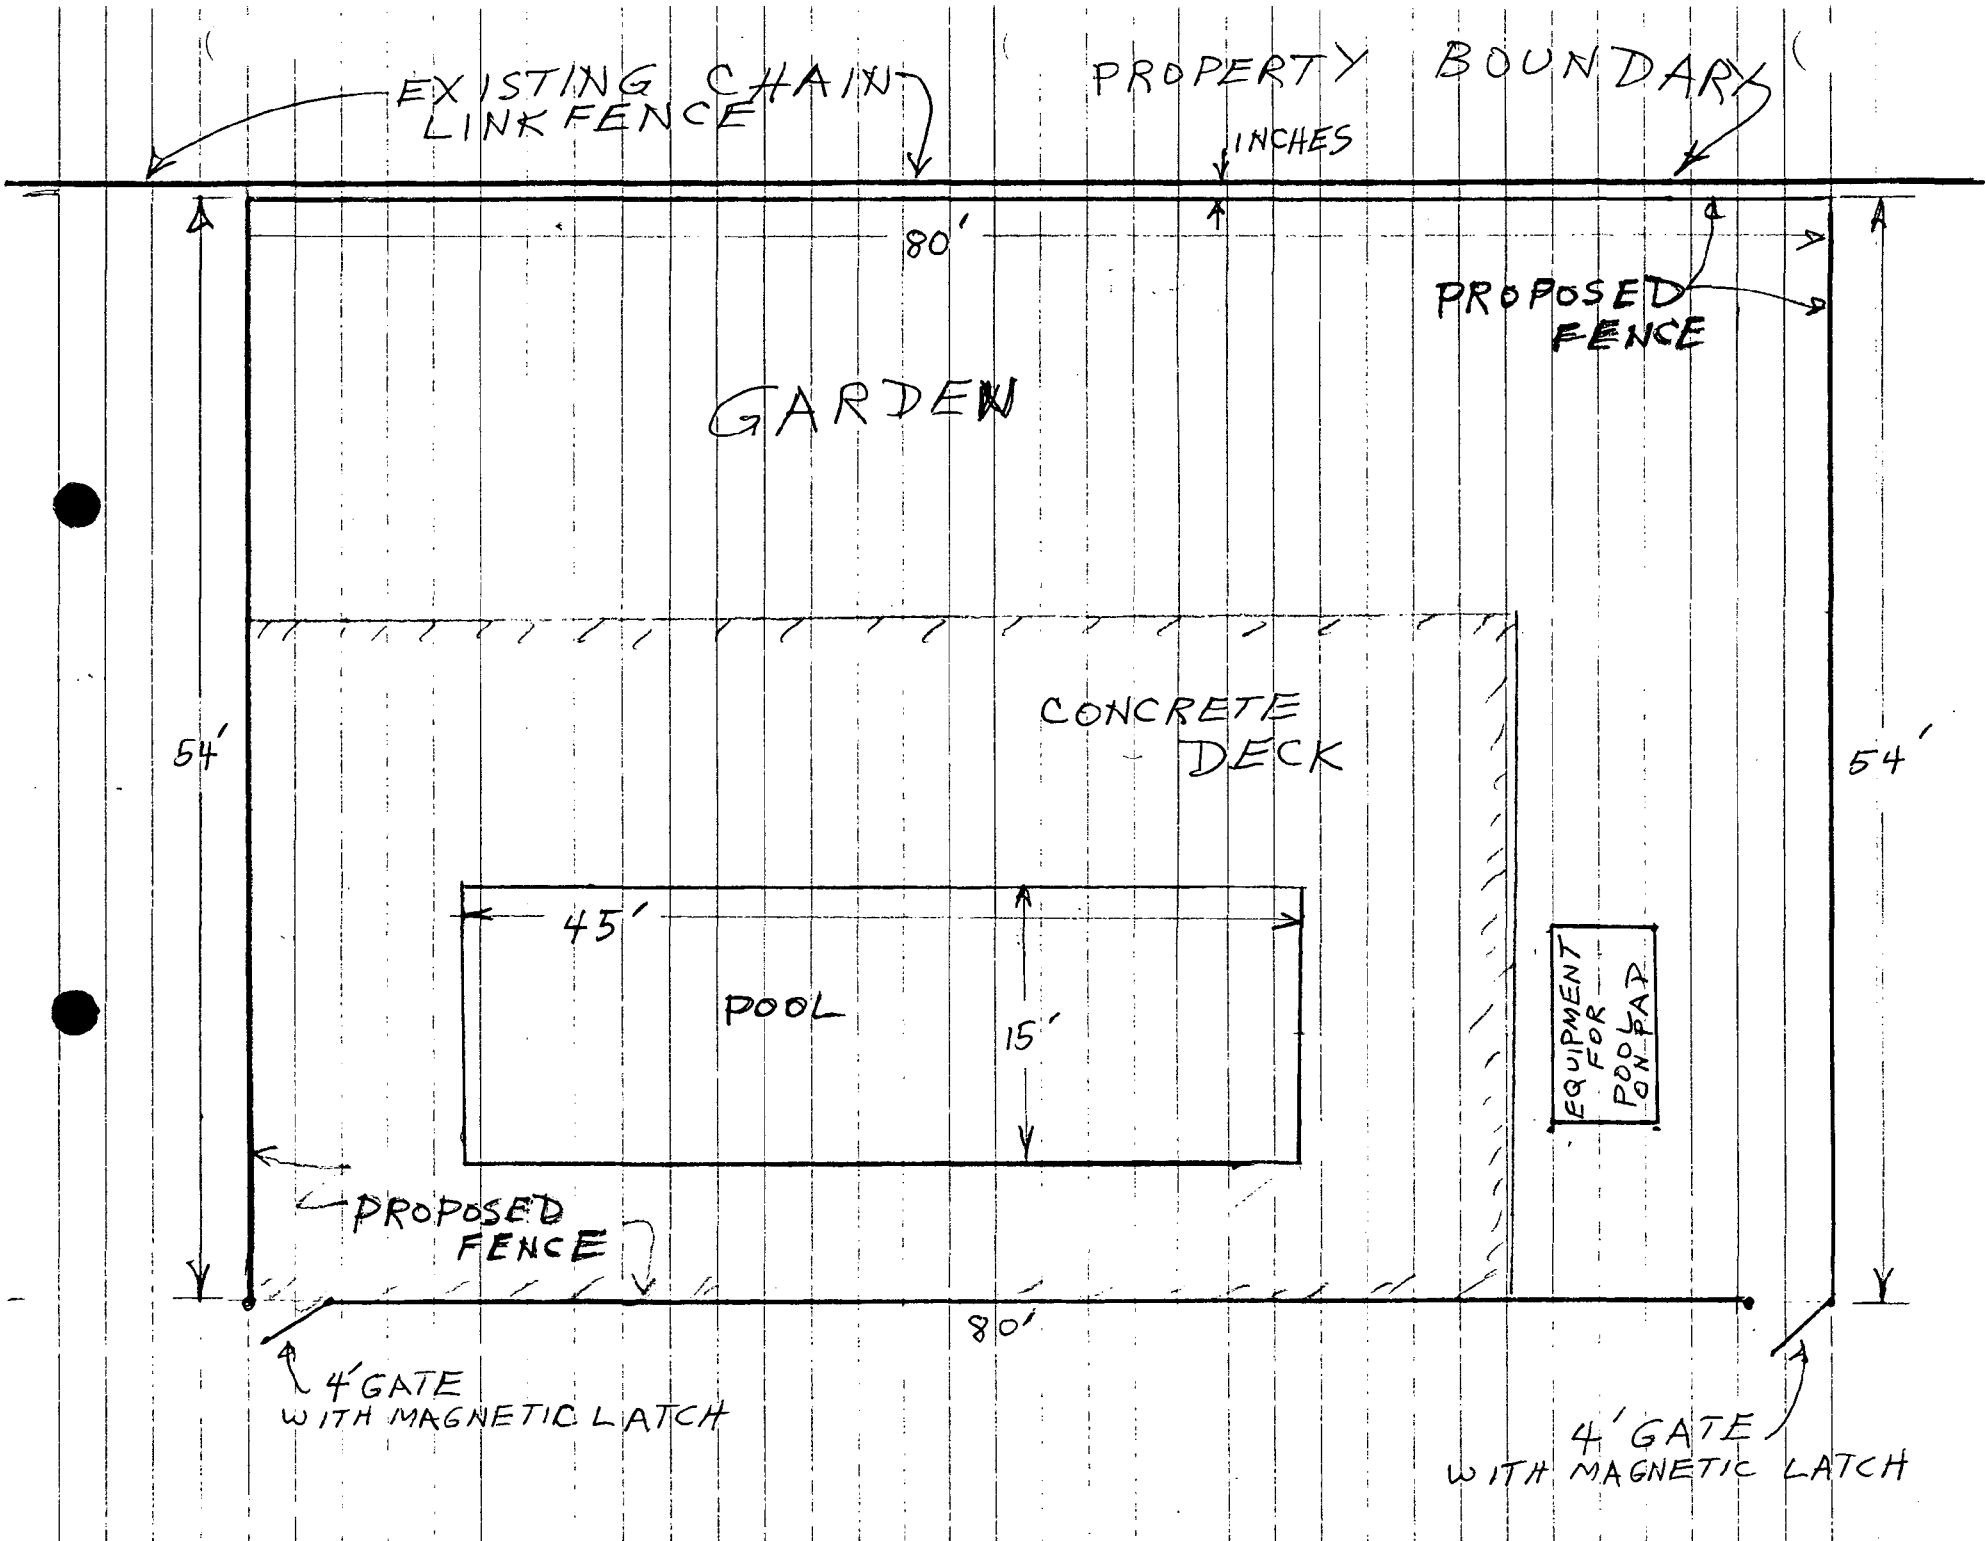 EXISTING CHAIN
LINK FENCE
PROPERTY BOUNDARY
INCHES
80'
PROPOSED
FENCE
GARDEN
CONCRETE
DECK
54'
54'
45'
POOL
15'
EQUIPMENT
FOR
POOL
ON PAD
PROPOSED
FENCE
80'
4' GATE
WITH MAGNETIC LATCH
4' GATE
WITH MAGNETIC LATCH